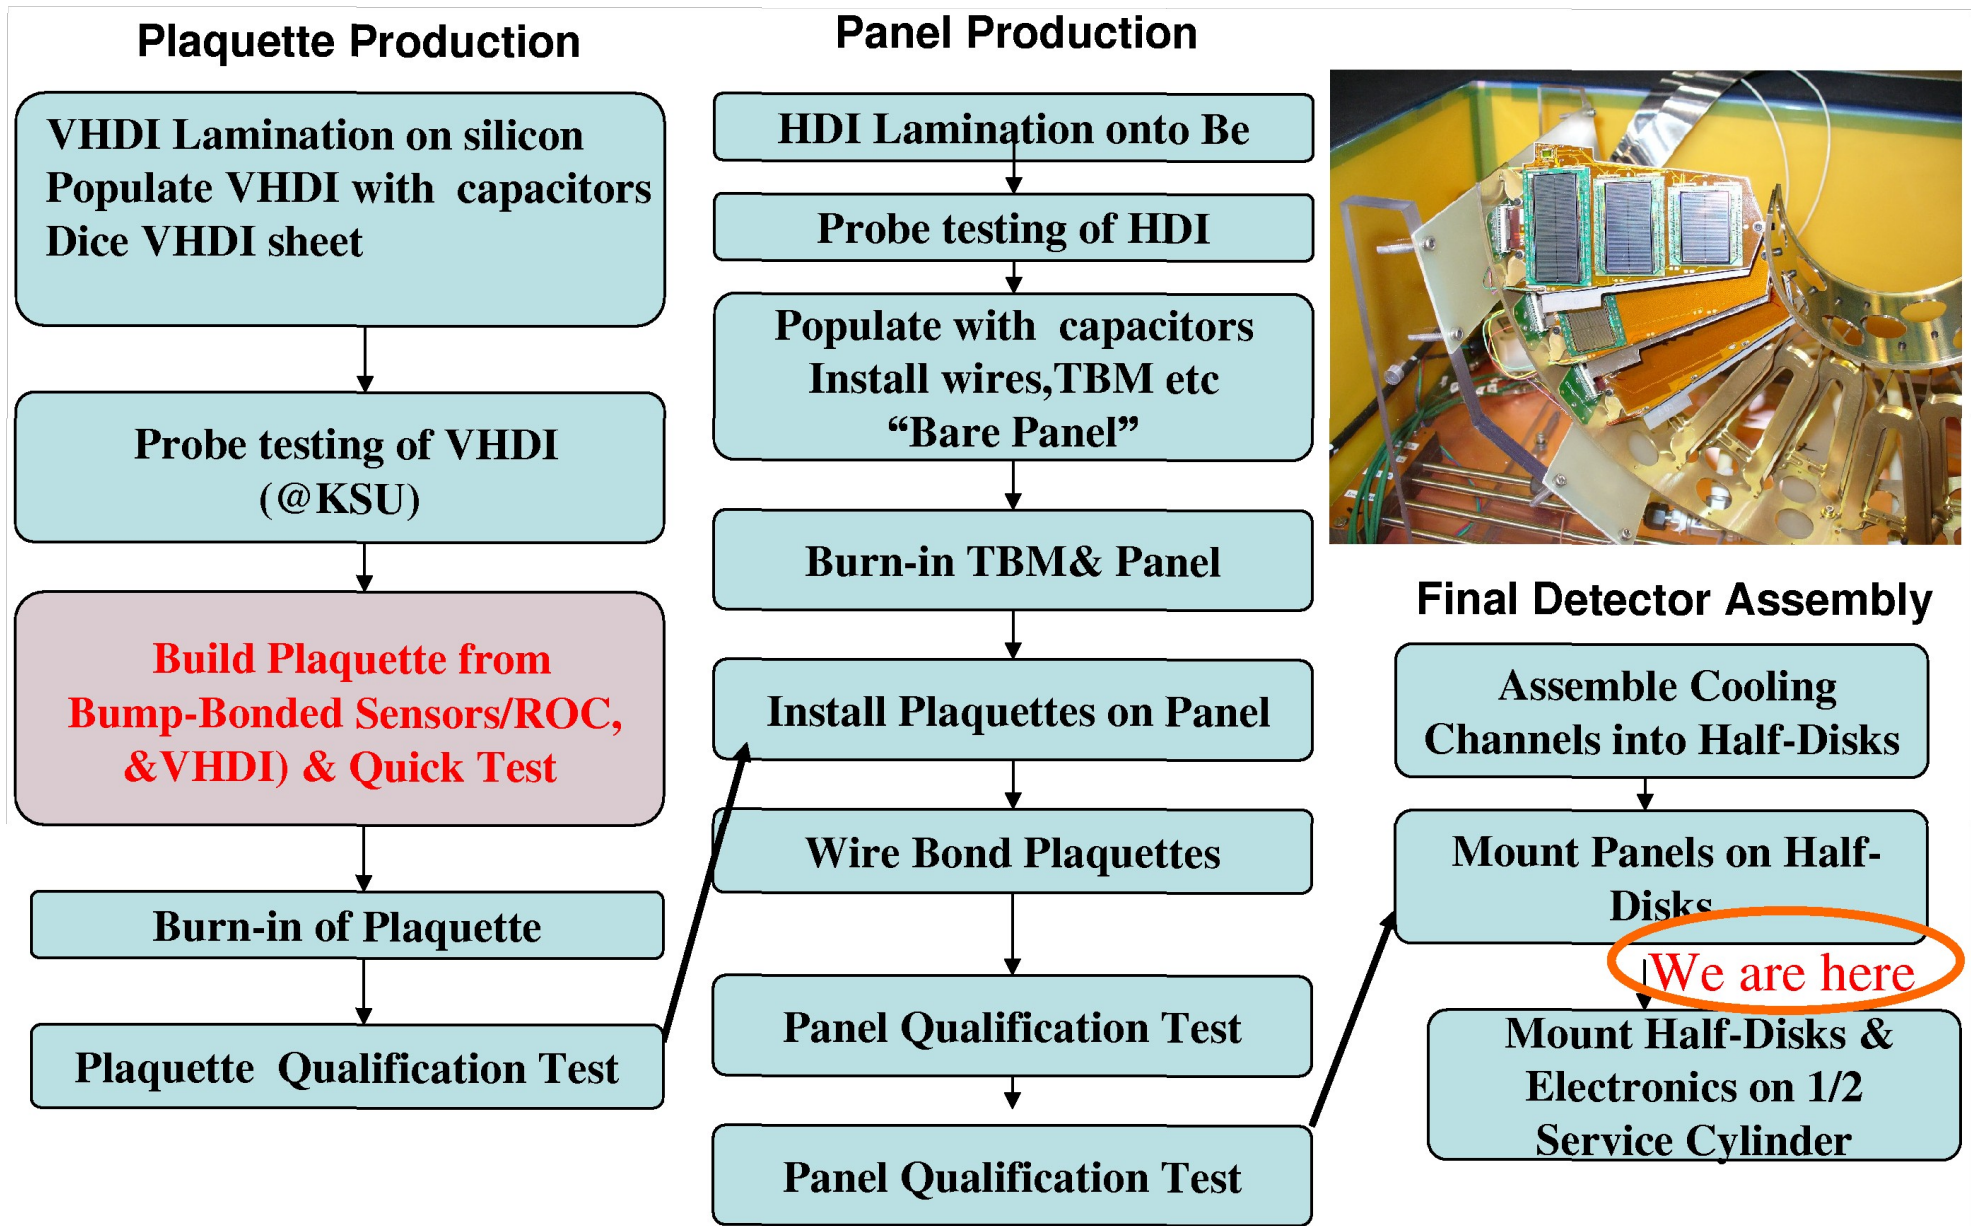 Plaquette Production
VHDI Lamination on silicon
Populate VHDI with capacitors
Dice VHDI sheet
Probe testing of VHDI
(@KSU)
Build Plaquette from
Bump-Bonded Sensors/ROC,
&VHDI) & Quick Test
Burn-in of Plaquette
Plaquette Qualification Test
Panel Production
HDI Lamination onto Be
Probe testing of HDI
Populate with capacitors
Install wires,TBM etc
“Bare Panel”
Burn-in TBM& Panel
Install Plaquettes on Panel
Wire Bond Plaquettes
Panel Qualification Test
Panel Qualification Test
Final Detector Assembly
Assemble Cooling
Channels into Half-Disks
Mount Panels on Half-
Disks
We are here
Mount Half-Disks &
Electronics on 1/2
Service Cylinder